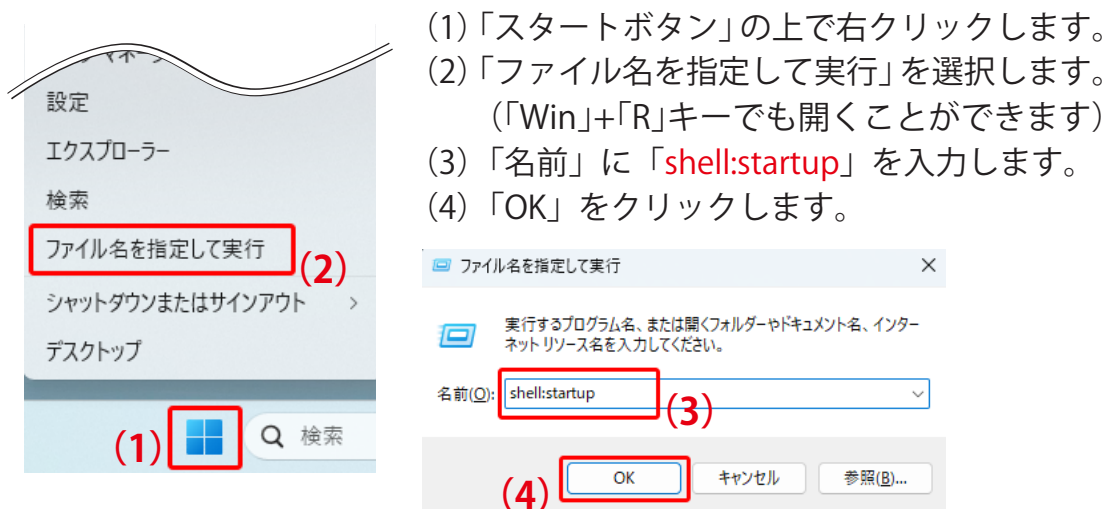 (1)「スタートボタン」の上で右クリックします。
(2)「ファイル名を指定して実行」を選択します。
(「Win」+「R」キーでも開くことができます)
(3)「名前」に「shell:startup」を入力します。
(4)「OK」をクリックします。
設定
エクスプローラー
検索
ファイル名を指定して実行
(2)
シャットダウンまたはサインアウト >
デスクトップ
(1)
検索
ファイル名を指定して実行
実行するプログラム名、または開くフォルダーやドキュメント名、インター
ネット リソース名を入力してください。
名前(O): shell:startup
(3)
(4)
OK キャンセル 参照(B)...